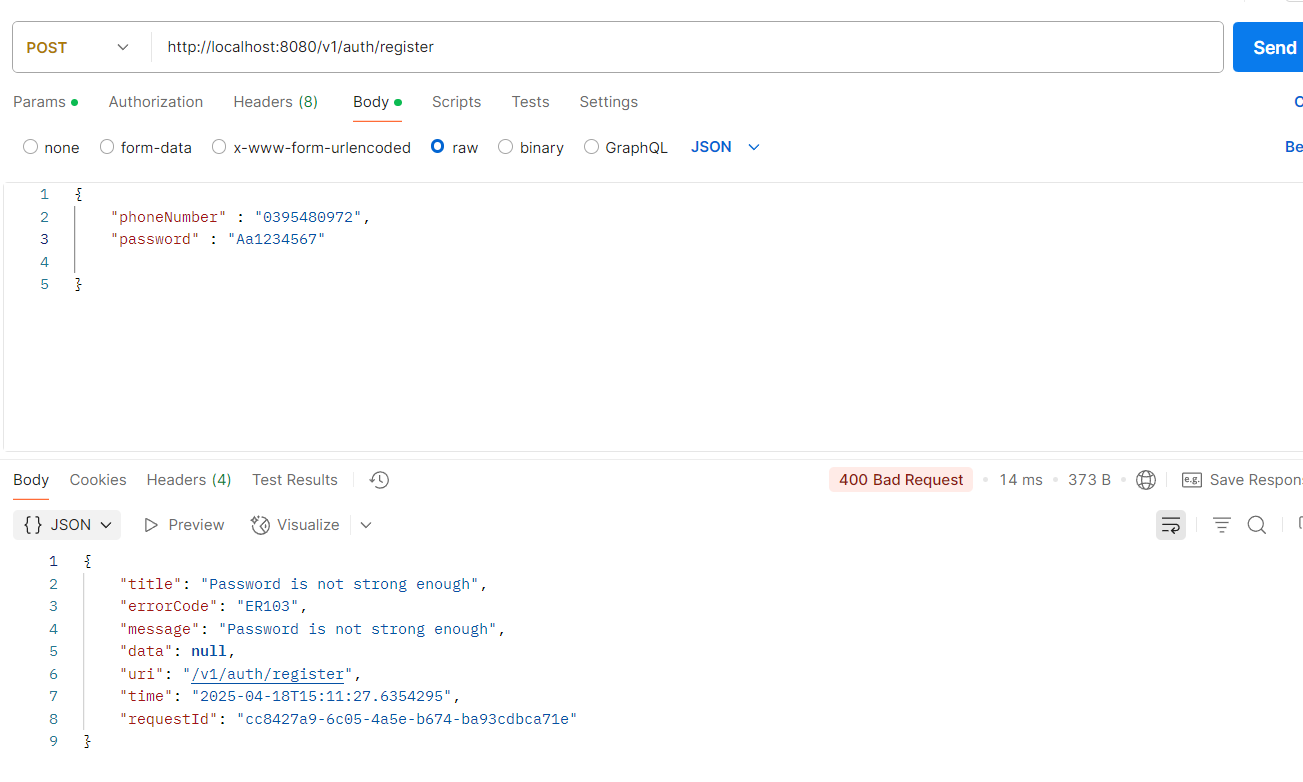 POST http://localhost:8080/v1/auth/register Send
Params Authorization Headers (8) Body Scripts Tests Settings
none form-data x-www-form-urlencoded raw binary GraphQL JSON Be
1 {
2 "phoneNumber" : "0395480972",
3 "password" : "Aa1234567"
4
5 }
Body Cookies Headers (4) Test Results 400 Bad Request • 14 ms • 373 B • e.g. Save Respon
{} JSON Preview Visualize
1 {
2 "title": "Password is not strong enough",
3 "errorCode": "ER103",
4 "message": "Password is not strong enough",
5 "data": null,
6 "uri": "/v1/auth/register",
7 "time": "2025-04-18T15:11:27.6354295",
8 "requestId": "cc8427a9-6c05-4a5e-b674-ba93cdbca71e"
9 }